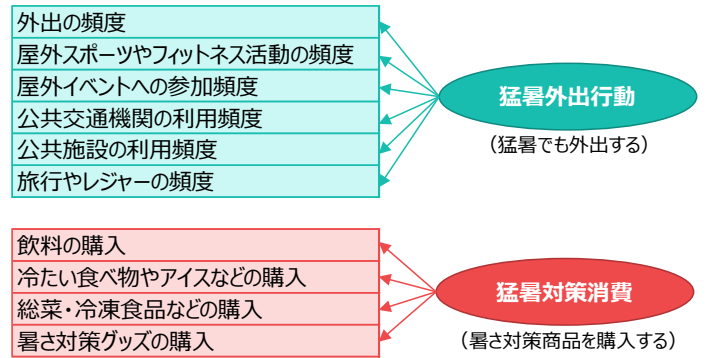 外出の頻度
屋外スポーツやフィットネス活動の頻度
屋外イベントへの参加頻度
公共交通機関の利用頻度
公共施設の利用頻度
旅行やレジャーの頻度
猛暑外出行動
（猛暑でも外出する）
飲料の購入
冷たい食べ物やアイスなどの購入
総菜・冷凍食品などの購入
暑さ対策グッズの購入
猛暑対策消費
（暑さ対策商品を購入する）